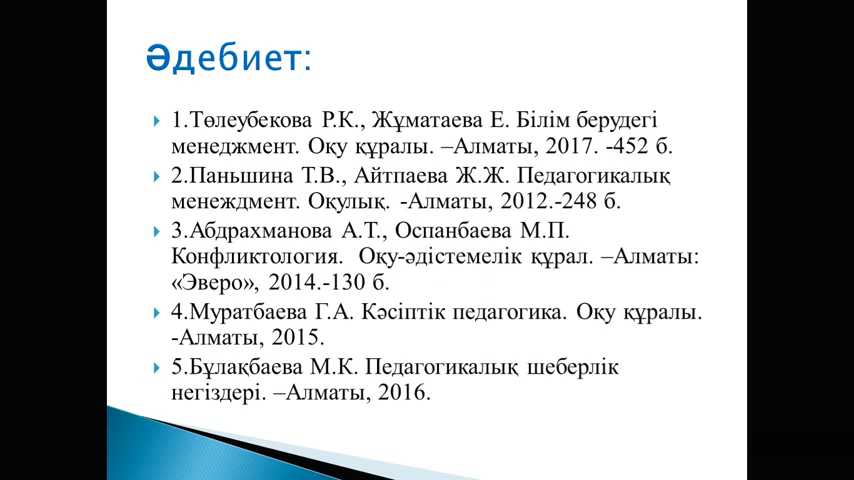 Әдебиет:
1.Төлеубекова Р.К., Жұматаева Е. Білім берудегі
менеджмент. Оқу құралы. –Алматы, 2017. -452 б.
2.Паньшина Т.В., Айтпаева Ж.Ж. Педагогикалық
менеждмент. Оқулық. -Алматы, 2012.-248 б.
3.Абдрахманова А.Т., Оспанбаева М.П.
Конфликтология. Оқу-әдістемелік құрал. –Алматы:
«Эверо», 2014.-130 б.
4.Муратбаева Г.А. Кәсіптік педагогика. Оқу құралы.
-Алматы, 2015.
5.Бұлақбаева М.К. Педагогикалық шеберлік
негіздері. –Алматы, 2016.